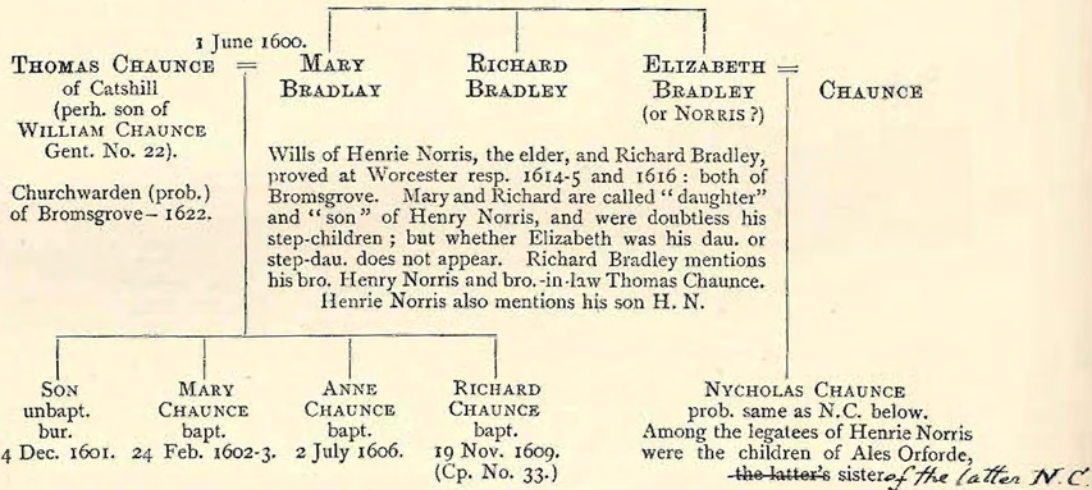 1 June 1600.
THOMAS CHAUNCE = MARY BRADLAY RICHARD BRADLEY ELIZABETH BRADLEY (or NORRIS ?) = CHAUNCE
of Catshill
(perh. son of
WILLIAM CHAUNCE
Gent. No. 22).
Churchwarden (prob.)
of Bromsgrove – 1622.
Wills of Henrie Norris, the elder, and Richard Bradley,
proved at Worcester resp. 1614-5 and 1616 : both of
Bromsgrove. Mary and Richard are called "daughter"
and "son" of Henry Norris, and were doubtless his
step-children ; but whether Elizabeth was his dau. or
step-dau. does not appear. Richard Bradley mentions
his bro. Henry Norris and bro.-in-law Thomas Chaunce.
Henrie Norris also mentions his son H. N.
SON
unbapt.
bur.
4 Dec. 1601.
MARY
CHAUNCE
bapt.
24 Feb. 1602-3.
ANNE
CHAUNCE
bapt.
2 July 1606.
RICHARD
CHAUNCE
bapt.
19 Nov. 1609.
(Cp. No. 33.)
NYCHOLAS CHAUNCE
prob. same as N.C. below.
Among the legatees of Henrie Norris
were the children of Ales Orforde,
the latter's sister of the latter N.C.